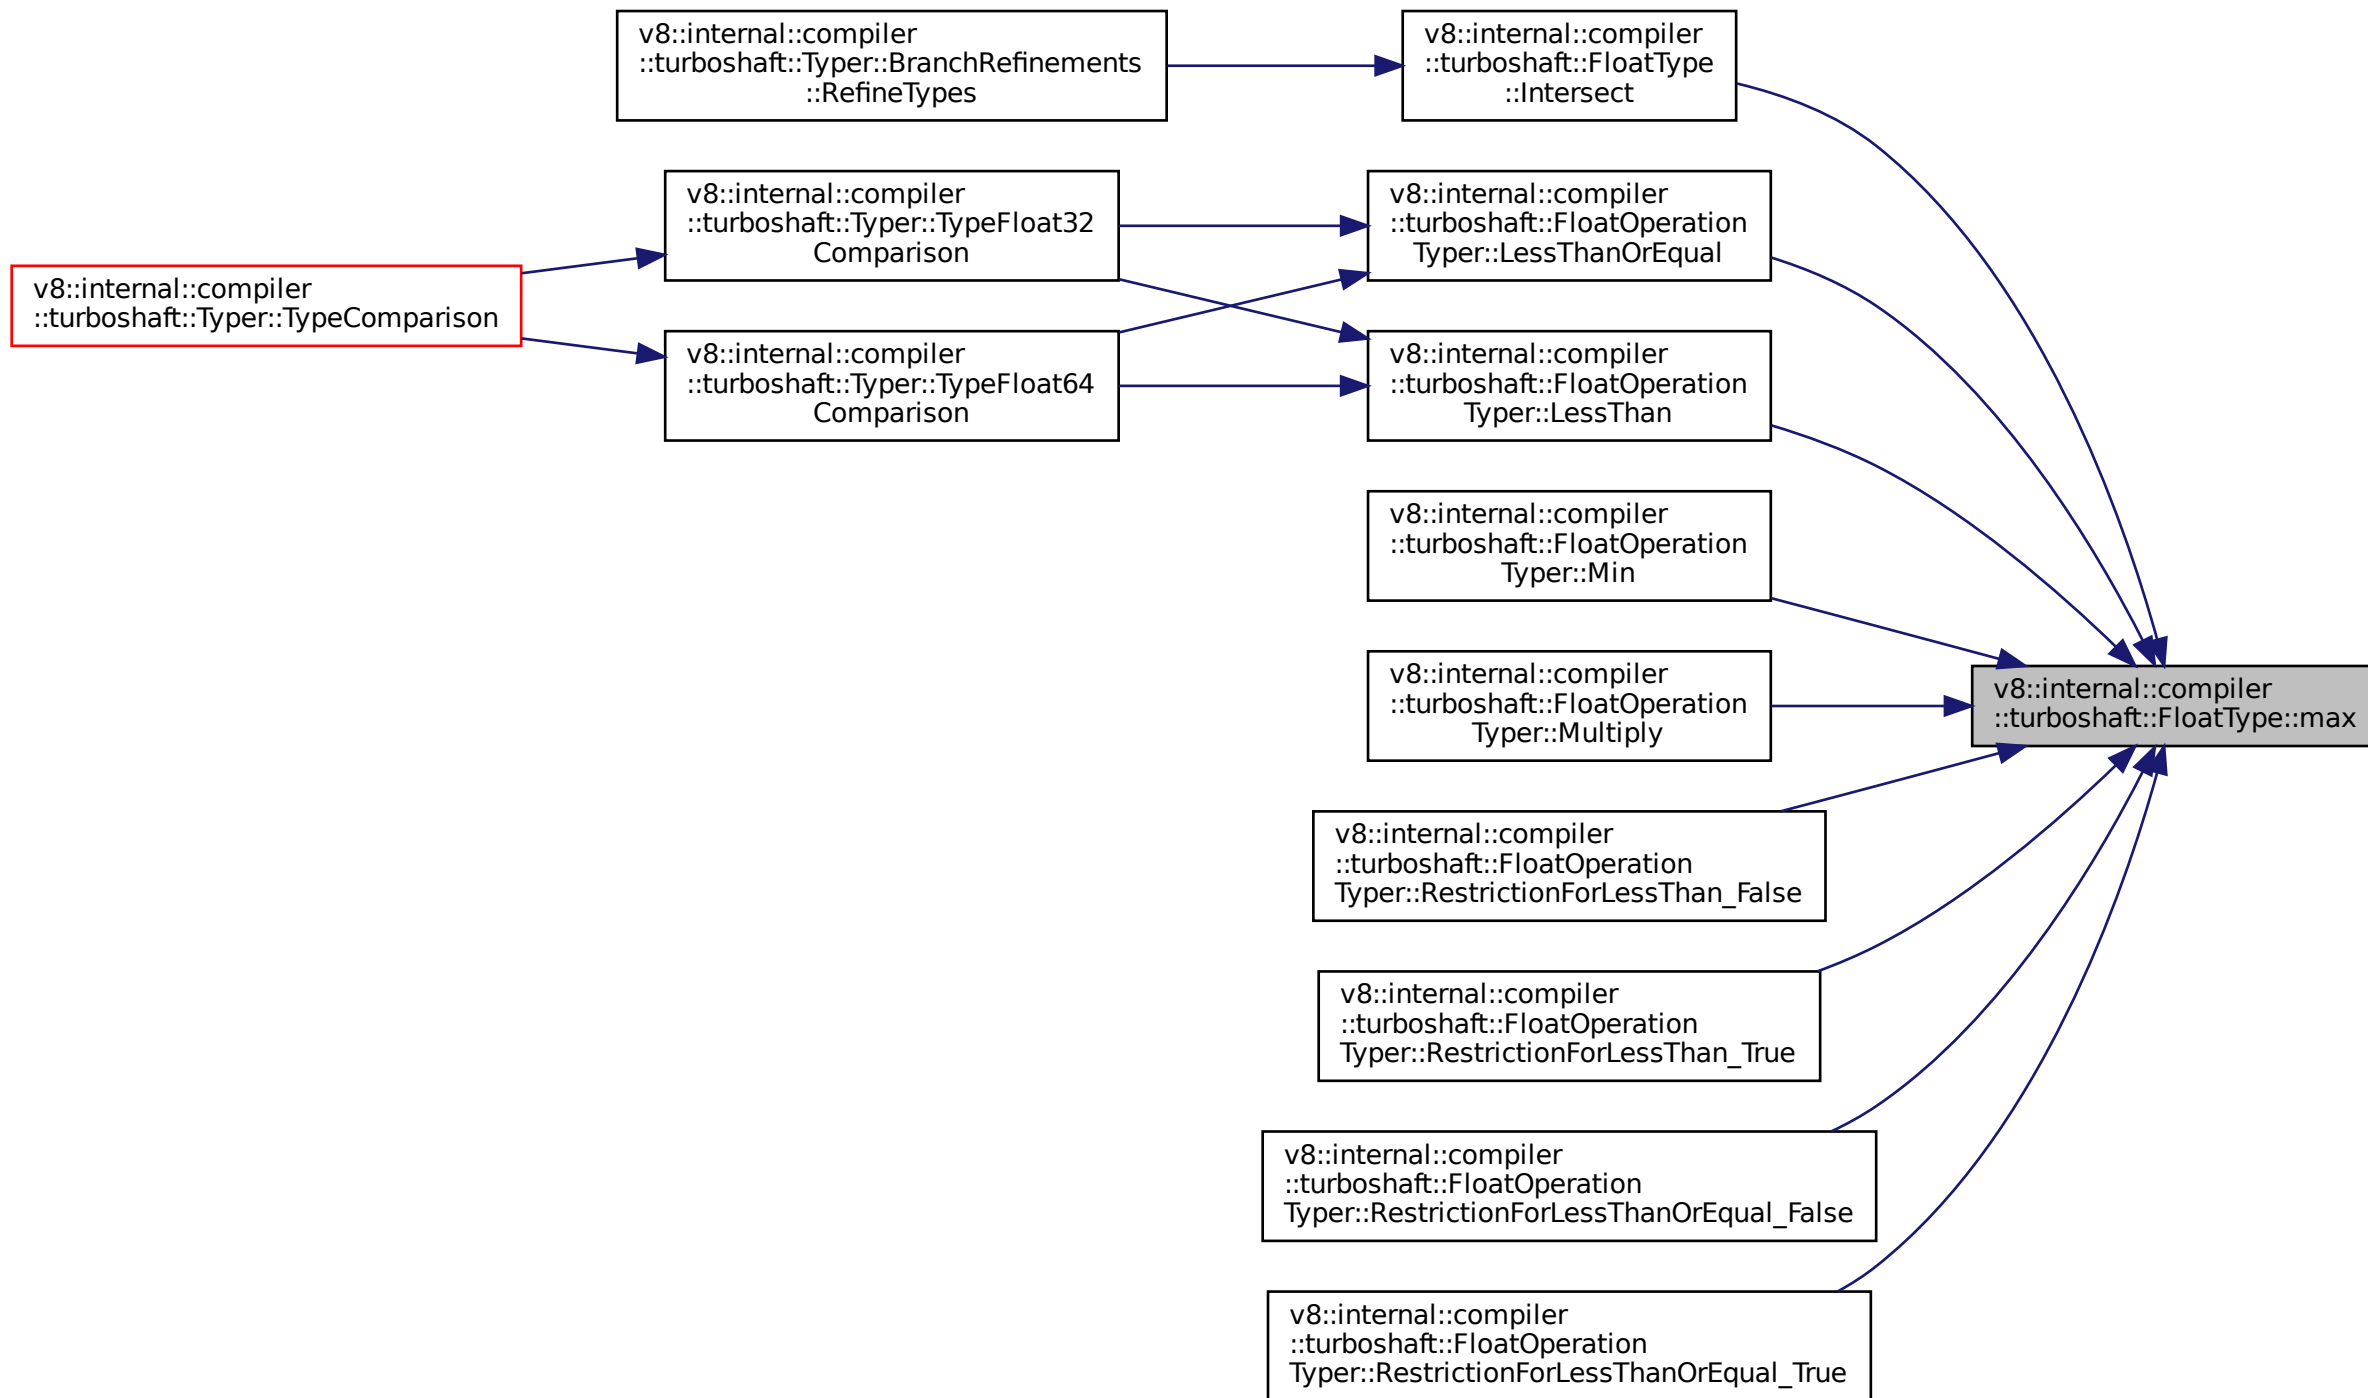 v8::internal::compiler
::turboshaft::Typer::BranchRefinements
::RefineTypes
v8::internal::compiler
::turboshaft::FloatType
::Intersect
v8::internal::compiler
::turboshaft::Typer::TypeFloat32
Comparison
v8::internal::compiler
::turboshaft::FloatOperation
Typer::LessThanOrEqual
v8::internal::compiler
::turboshaft::Typer::TypeComparison
v8::internal::compiler
::turboshaft::Typer::TypeFloat64
Comparison
v8::internal::compiler
::turboshaft::FloatOperation
Typer::LessThan
v8::internal::compiler
::turboshaft::FloatOperation
Typer::Min
v8::internal::compiler
::turboshaft::FloatOperation
Typer::Multiply
v8::internal::compiler
::turboshaft::FloatType::max
v8::internal::compiler
::turboshaft::FloatOperation
Typer::RestrictionForLessThan_False
v8::internal::compiler
::turboshaft::FloatOperation
Typer::RestrictionForLessThan_True
v8::internal::compiler
::turboshaft::FloatOperation
Typer::RestrictionForLessThanOrEqual_False
v8::internal::compiler
::turboshaft::FloatOperation
Typer::RestrictionForLessThanOrEqual_True